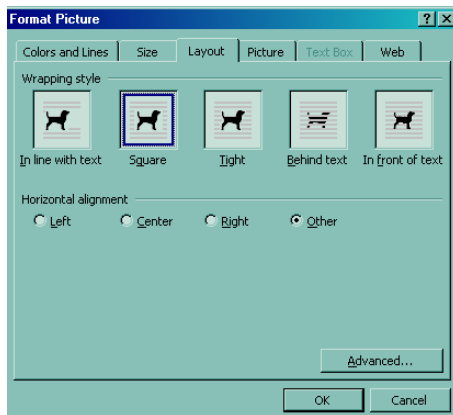 Format Picture
Colors and Lines Size Layout Picture Text Box Web
Wrapping style
In line with text Square Tight Behind text In front of text
Horizontal alignment
Left Center Right Other
Advanced...
OK Cancel